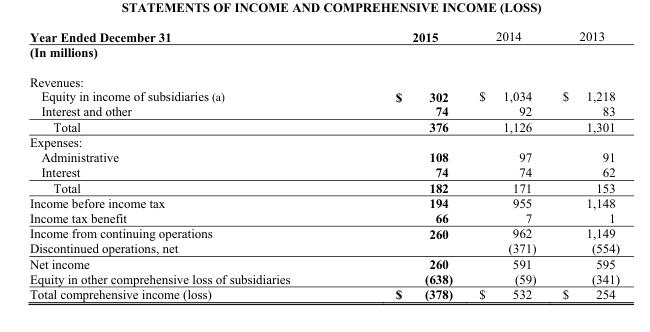 STATEMENTS OF INCOME AND COMPREHENSIVE INCOME (LOSS)
Year Ended December 31 2015 2014 2013
(In millions)
Revenues:
Equity in income of subsidiaries (a) $ 302 $ 1,034 $ 1,218
Interest and other 74 92 83
Total 376 1,126 1,301
Expenses:
Administrative 108 97 91
Interest 74 74 62
Total 182 171 153
Income before income tax 194 955 1,148
Income tax benefit 66 7 1
Income from continuing operations 260 962 1,149
Discontinued operations, net (371) (554)
Net income 260 591 595
Equity in other comprehensive loss of subsidiaries (638) (59) (341)
Total comprehensive income (loss) $ (378) $ 532 $ 254